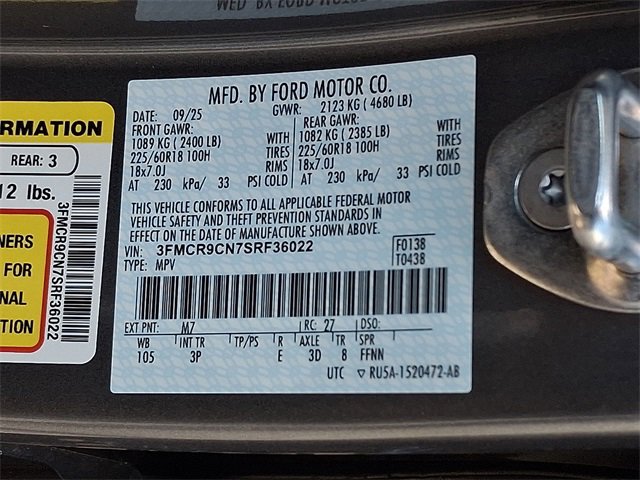 MFD. BY FORD MOTOR CO.
DATE: 09/25 GVWR: 2123 KG ( 4680 LB)
FRONT GAWR: REAR GAWR:
1089 KG ( 2400 LB) WITH 1082 KG ( 2385 LB) WITH
225/60R18 100H TIRES 225/60R18 100H TIRES
18x7.0J RIMS 18x7.0J RIMS
AT 230 kPa/ 33 PSI COLD AT 230 kPa/ 33 PSI COLD
THIS VEHICLE CONFORMS TO ALL APPLICABLE FEDERAL MOTOR
VEHICLE SAFETY AND THEFT PREVENTION STANDARDS IN
EFFECT ON THE DATE OF MANUFACTURE SHOWN ABOVE.
VIN: 3FMCR9CN7SRF36022 F0138
TYPE: MPV T0438
EXT PNT: M7 RC: 27 DSO:
WB INT TR TP/PS R AXLE TR SPR
105 3P E 3D 8 FFNN
UTC ▽ RU5A-1520472-AB
ORMATION
REAR: 3
12 lbs.
NERS
FOR
NAL
TION
3FMCR9CN7SRF36022